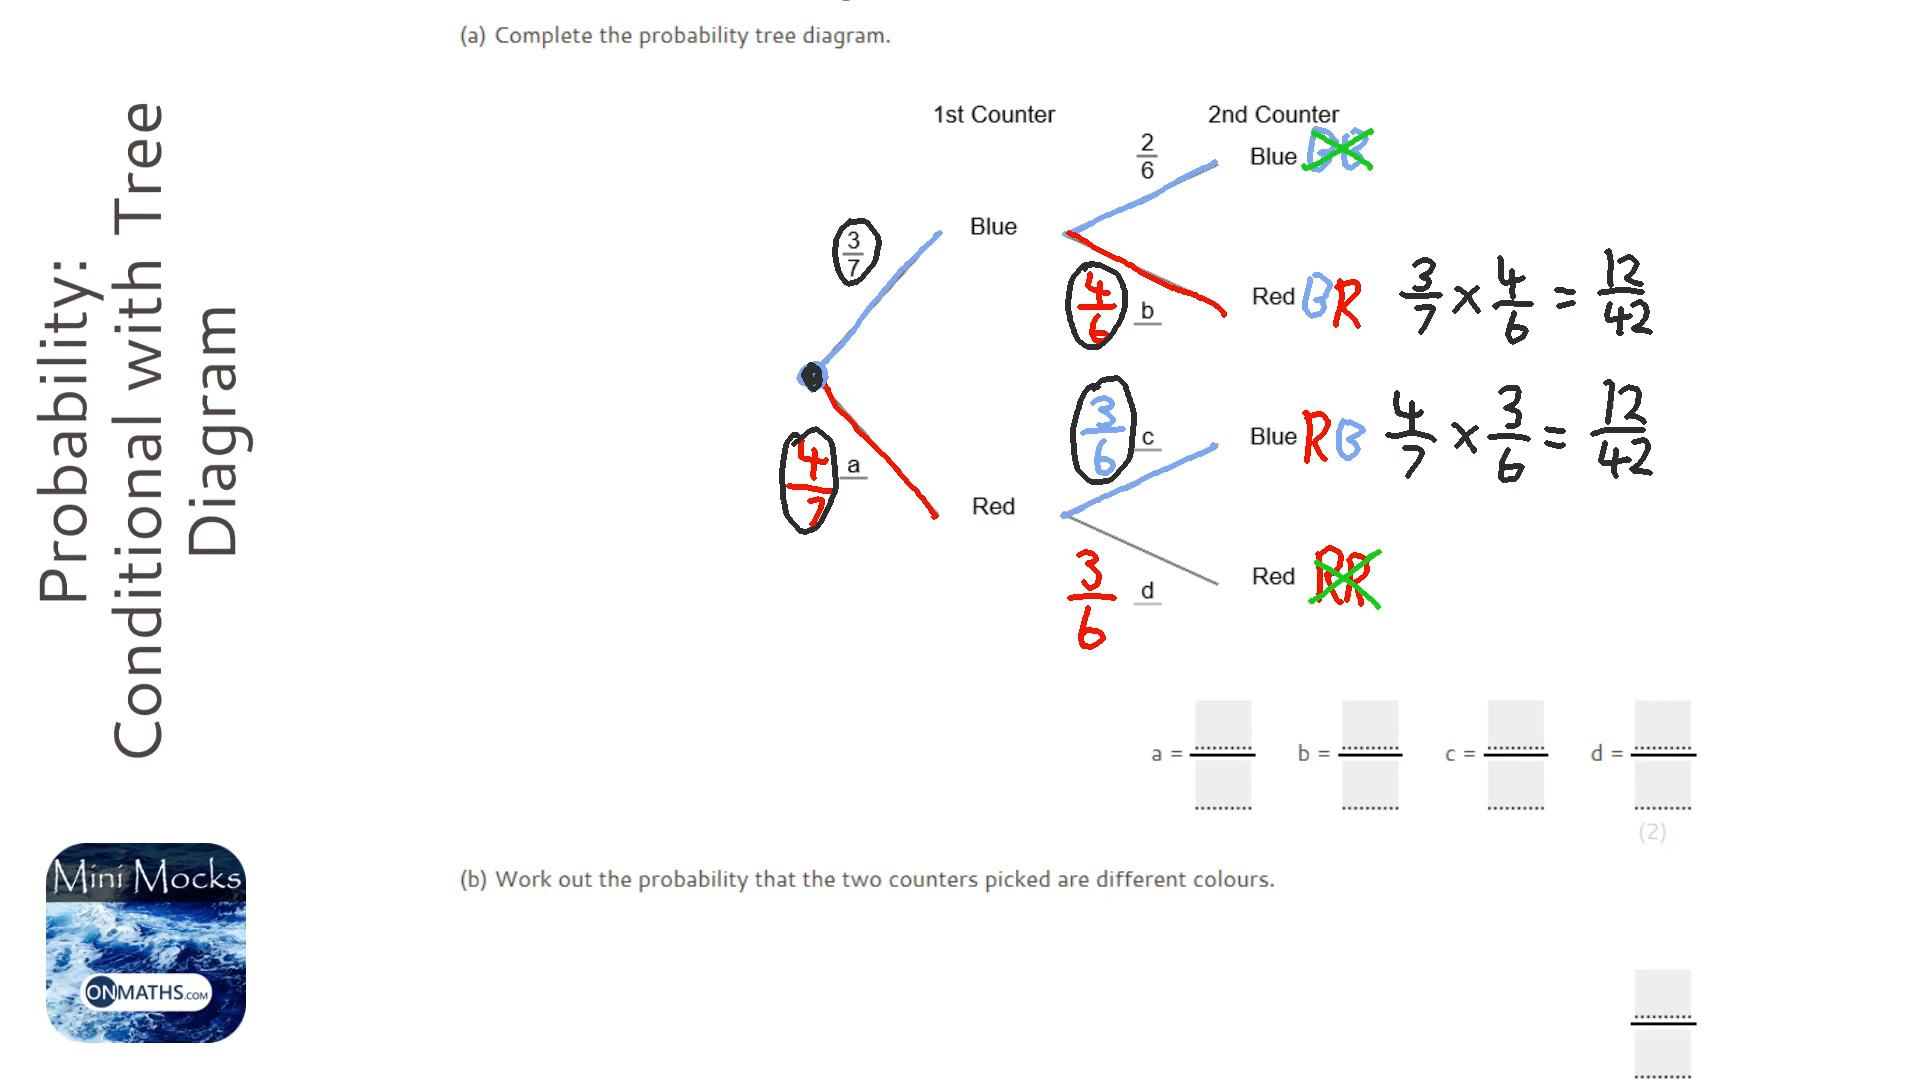 Probability:
Conditional with Tree
Diagram
(a) Complete the probability tree diagram.
1st Counter 2nd Counter
2
6
Blue
3
7
Blue
4
6
b
Red BR 3/7 × 4/6 = 12/42
3
6
c
Blue RB 4/7 × 3/6 = 12/42
4
7
a
Red
3
6
d
Red RR
a = b = c = d =
(2)
Mini Mocks
ONMATHS.COM
(b) Work out the probability that the two counters picked are different colours.